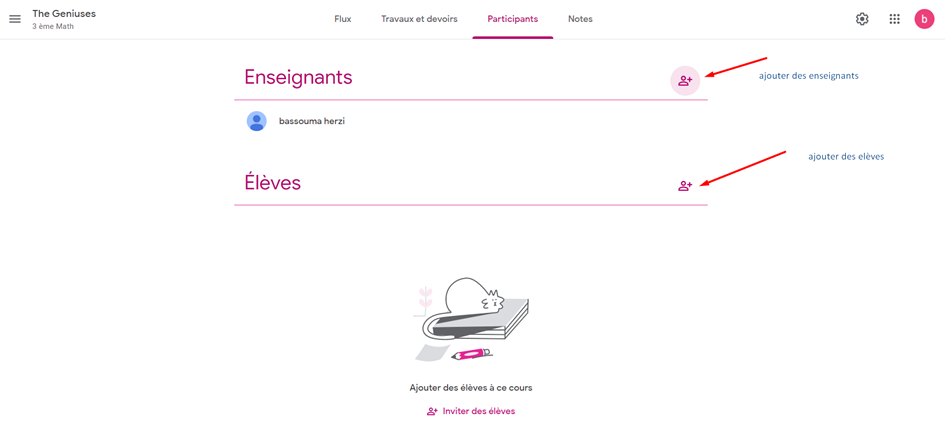 The Geniuses
3 ème Math
Flux
Travaux et devoirs
Participants
Notes
b
Enseignants
ajouter des enseignants
bassouma herzi
ajouter des elèves
Élèves
Ajouter des élèves à ce cours
Inviter des élèves